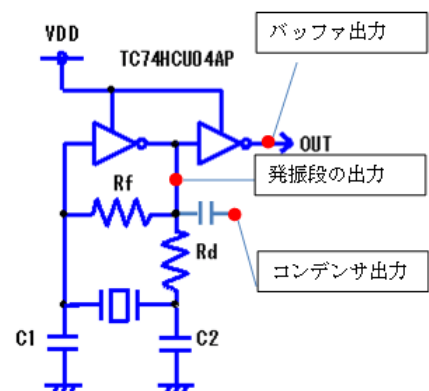 バッファ出力
VDD
TC74HCU04AP
OUT
発振段の出力
Rf
Rd
コンデンサ出力
C1
C2